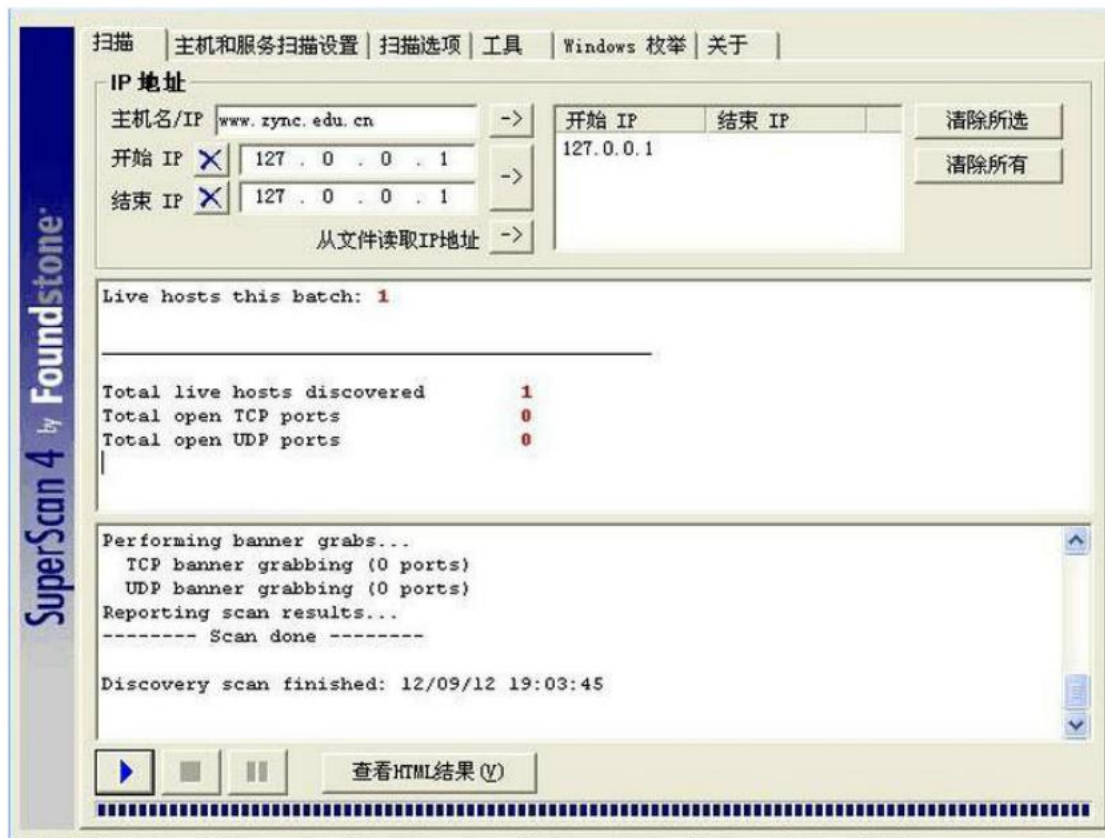 扫描 主机和服务扫描设置 扫描选项 工具 Windows 枚举 关于
IP 地址
主机名/IP www.zync.edu.cn ->
开始 IP 127 . 0 . 0 . 1
->
结束 IP 127 . 0 . 0 . 1
从文件读取IP地址 ->
开始 IP 结束 IP
127.0.0.1
清除所选
清除所有
SuperScan 4 by Foundstone
Live hosts this batch: 1
Total live hosts discovered 1
Total open TCP ports 0
Total open UDP ports 0
Performing banner grabs...
TCP banner grabbing (0 ports)
UDP banner grabbing (0 ports)
Reporting scan results...
-------- Scan done --------
Discovery scan finished: 12/09/12 19:03:45
查看HTML结果(V)